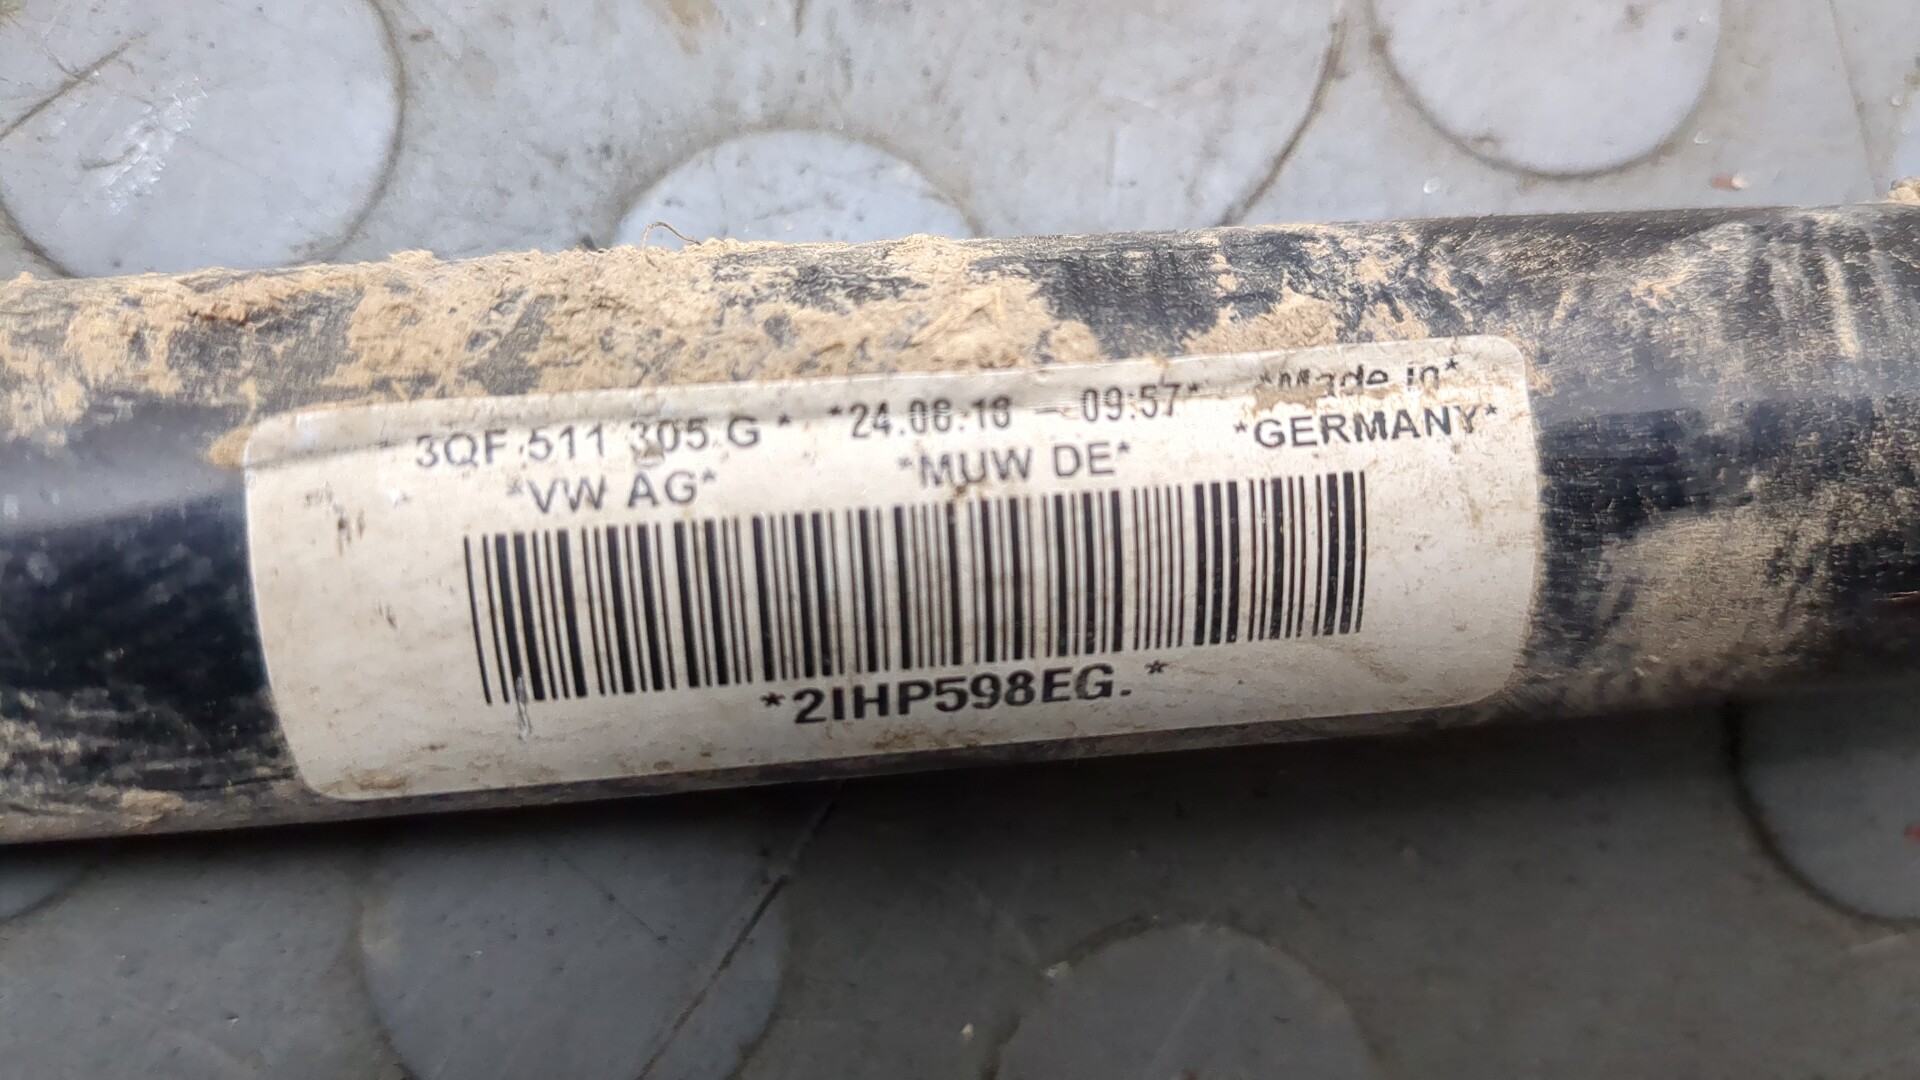 3QF 511 305 G* *24.08.18 - 09:57* *Made in*
*VW AG* *MUW DE* *GERMANY*
*2IHP598EG. *